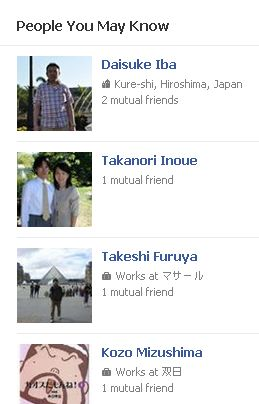 People You May Know
Daisuke Iba
Kure-shi, Hiroshima, Japan
2 mutual friends
Takanori Inoue
1 mutual friend
Takeshi Furuya
Works at マサール
1 mutual friend
Kozo Mizushima
Works at 双日
1 mutual friend